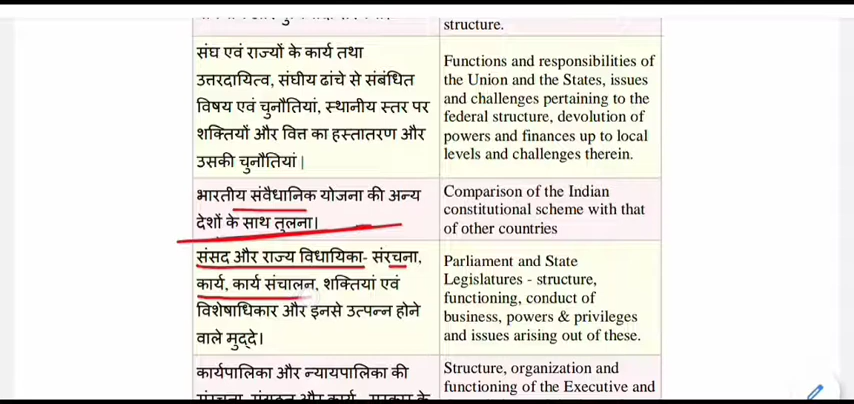 structure.
संघ एवं राज्यों के कार्य तथा
उत्तरदायित्व, संघीय ढांचे से संबंधित
विषय एवं चुनौतियां, स्थानीय स्तर पर
शक्तियों और वित्त का हस्तातरण और
उसकी चुनौतियां |
Functions and responsibilities of
the Union and the States, issues
and challenges pertaining to the
federal structure, devolution of
powers and finances up to local
levels and challenges therein.
भारतीय संवैधानिक योजना की अन्य
देशों के साथ तुलना।
Comparison of the Indian
constitutional scheme with that
of other countries
संसद और राज्य विधायिका- संरचना,
कार्य, कार्य संचालन, शक्तियां एवं
विशेषाधिकार और इनसे उत्पन्न होने
वाले मुद्दे।
Parliament and State
Legislatures - structure,
functioning, conduct of
business, powers & privileges
and issues arising out of these.
कार्यपालिका और न्यायपालिका की
Structure, organization and
functioning of the Executive and